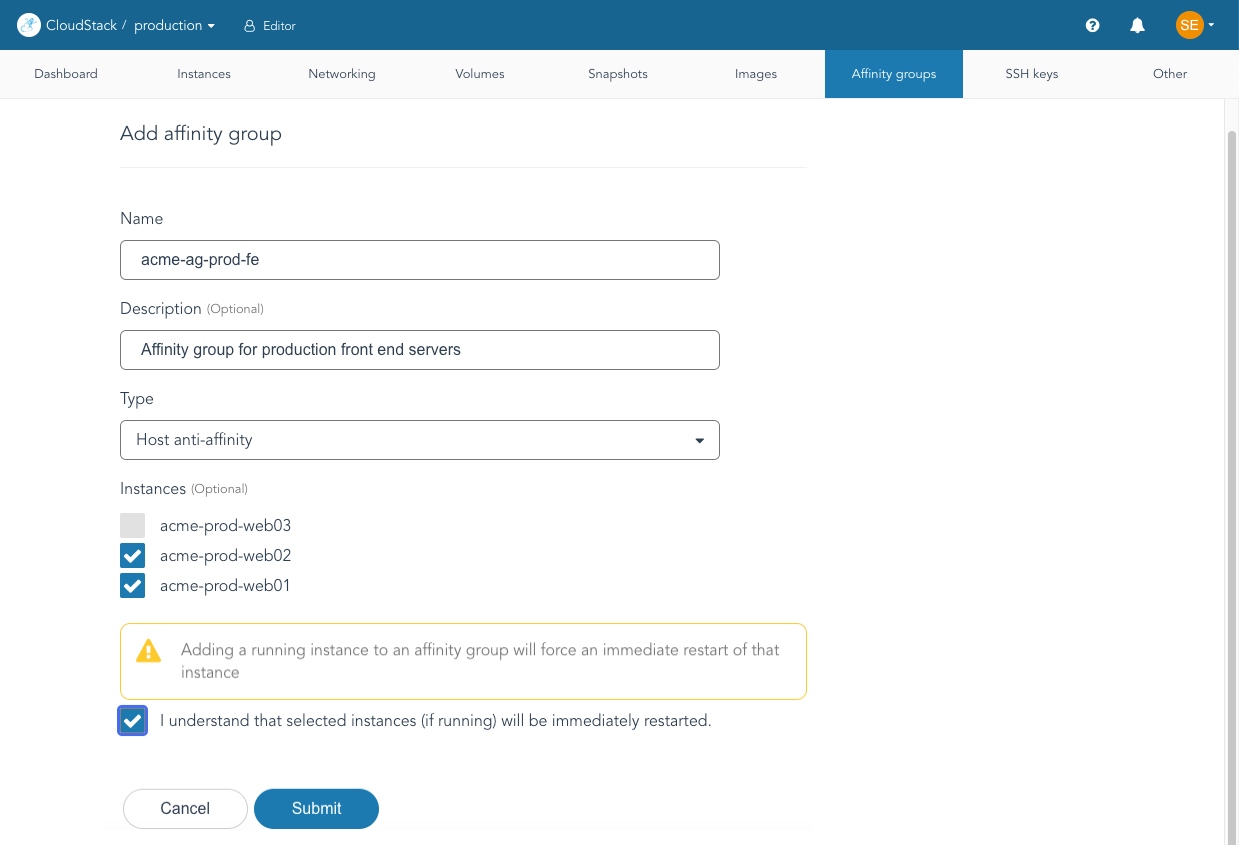 CloudStack / production Editor SE
Dashboard Instances Networking Volumes Snapshots Images Affinity groups SSH keys Other
Add affinity group
Name
acme-ag-prod-fe
Description (Optional)
Affinity group for production front end servers
Type
Host anti-affinity
Instances (Optional)
acme-prod-web03
acme-prod-web02
acme-prod-web01
Adding a running instance to an affinity group will force an immediate restart of that
instance
I understand that selected instances (if running) will be immediately restarted.
Cancel Submit